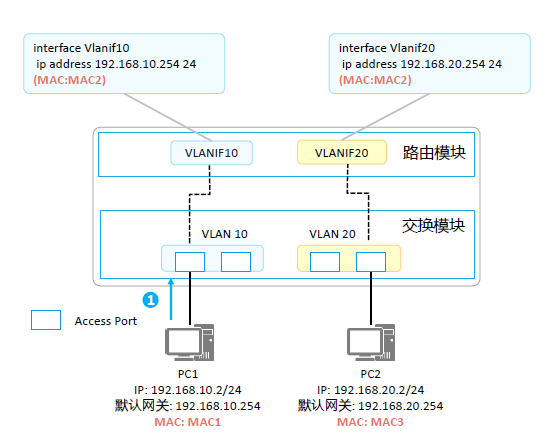 interface Vlanif10
ip address 192.168.10.254 24
(MAC:MAC2)
interface Vlanif20
ip address 192.168.20.254 24
(MAC:MAC2)
VLANIF10
VLANIF20
路由模块
交换模块
VLAN 10
VLAN 20
1
Access Port
PC1
IP: 192.168.10.2/24
默认网关: 192.168.10.254
MAC: MAC1
PC2
IP: 192.168.20.2/24
默认网关: 192.168.20.254
MAC: MAC3